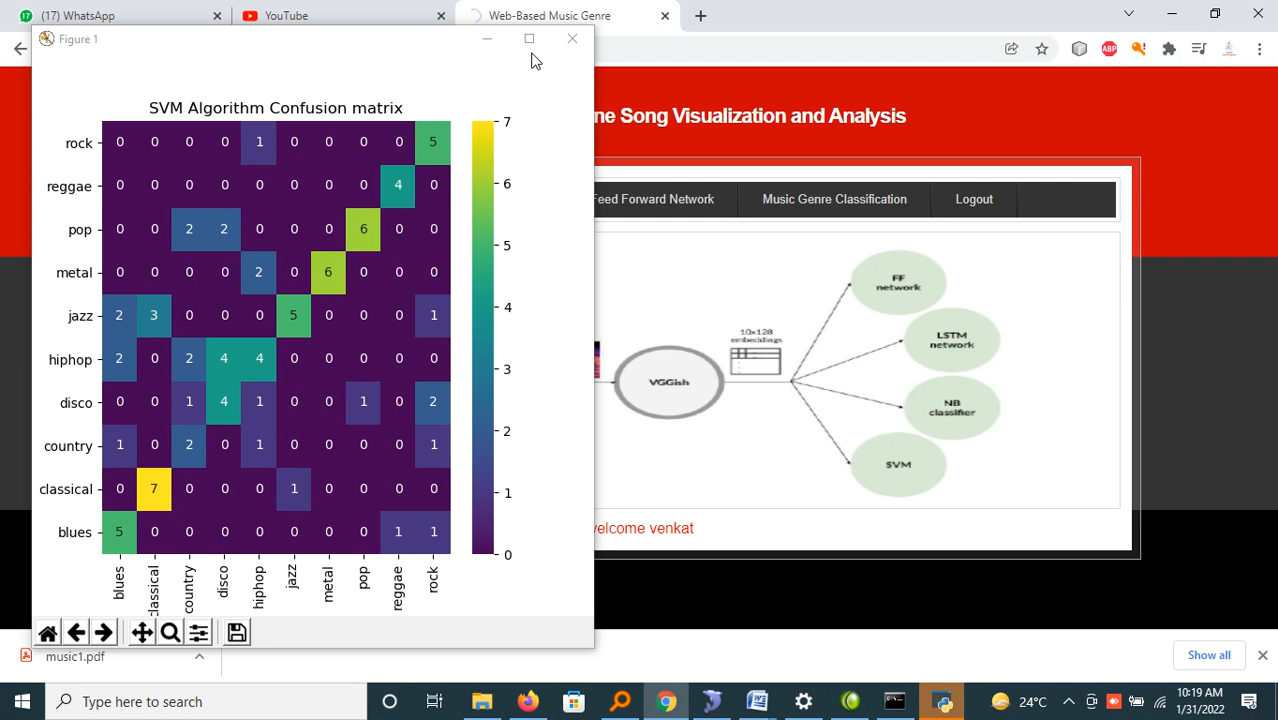 (17) WhatsApp
YouTube
Web-Based Music Genre
Figure 1
ABP
SVM Algorithm Confusion matrix
ne Song Visualization and Analysis
Feed Forward Network
Music Genre Classification
Logout
rock 0 0 0 0 1 0 0 0 0 5
reggae 0 0 0 0 0 0 0 0 4 0
pop 0 0 2 2 0 0 0 6 0 0
metal 0 0 0 0 2 0 6 0 0 0
jazz 2 3 0 0 0 5 0 0 0 1
hiphop 2 0 2 4 4 0 0 0 0 0
disco 0 0 1 4 1 0 0 1 0 2
country 1 0 2 0 1 0 0 0 0 1
classical 0 7 0 0 0 1 0 0 0 0
blues 5 0 0 0 0 0 0 0 1 1
blues classical country disco hiphop jazz metal pop reggae rock
7
6
5
4
3
2
1
0
10x128
embeddings
VGGish
FF
network
LSTM
network
NB
classifier
SVM
welcome venkat
music1.pdf
Show all
Type here to search
24°C
10:19 AM
1/31/2022